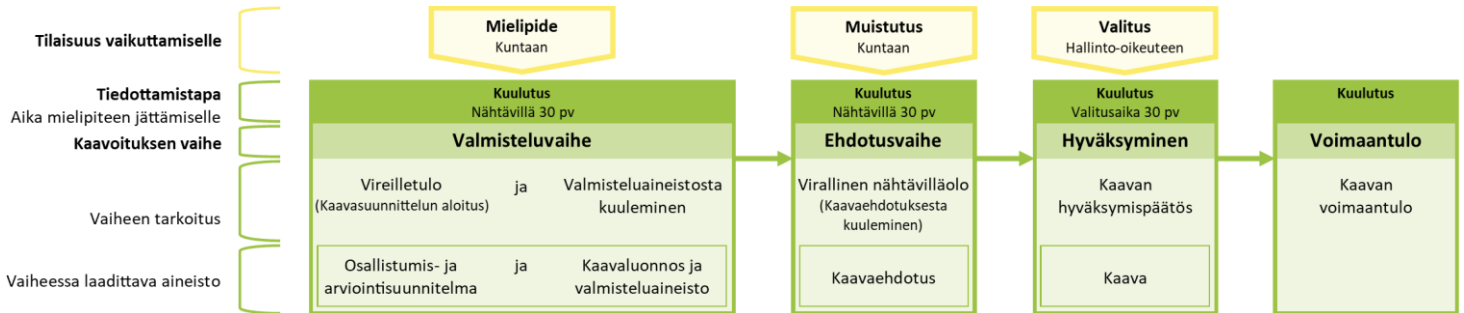 Tilaisuus vaikuttamiselle
Mielipide
Kuntaan
Muistutus
Kuntaan
Valitus
Hallinto-oikeuteen
Tiedottamistapa
Aika mielipiteen jättämiselle
Kuulutus
Nähtävillä 30 pv
Kuulutus
Nähtävillä 30 pv
Kuulutus
Valitusaika 30 pv
Kuulutus
Kaavoituksen vaihe
Valmisteluvaihe
Ehdotusvaihe
Hyväksyminen
Voimaantulo
Vaiheen tarkoitus
Vireilletulo
(Kaavasuunnittelun aloitus)
ja
Valmisteluaineistosta
kuuleminen
Virallinen nähtävilläolo
(Kaavaehdotuksesta
kuuleminen)
Kaavan
hyväksymispäätös
Kaavan
voimaantulo
Vaiheessa laadittava aineisto
Osallistumis- ja
arviointisuunnitelma
ja
Kaavaluonnos ja
valmisteluaineisto
Kaavaehdotus
Kaava